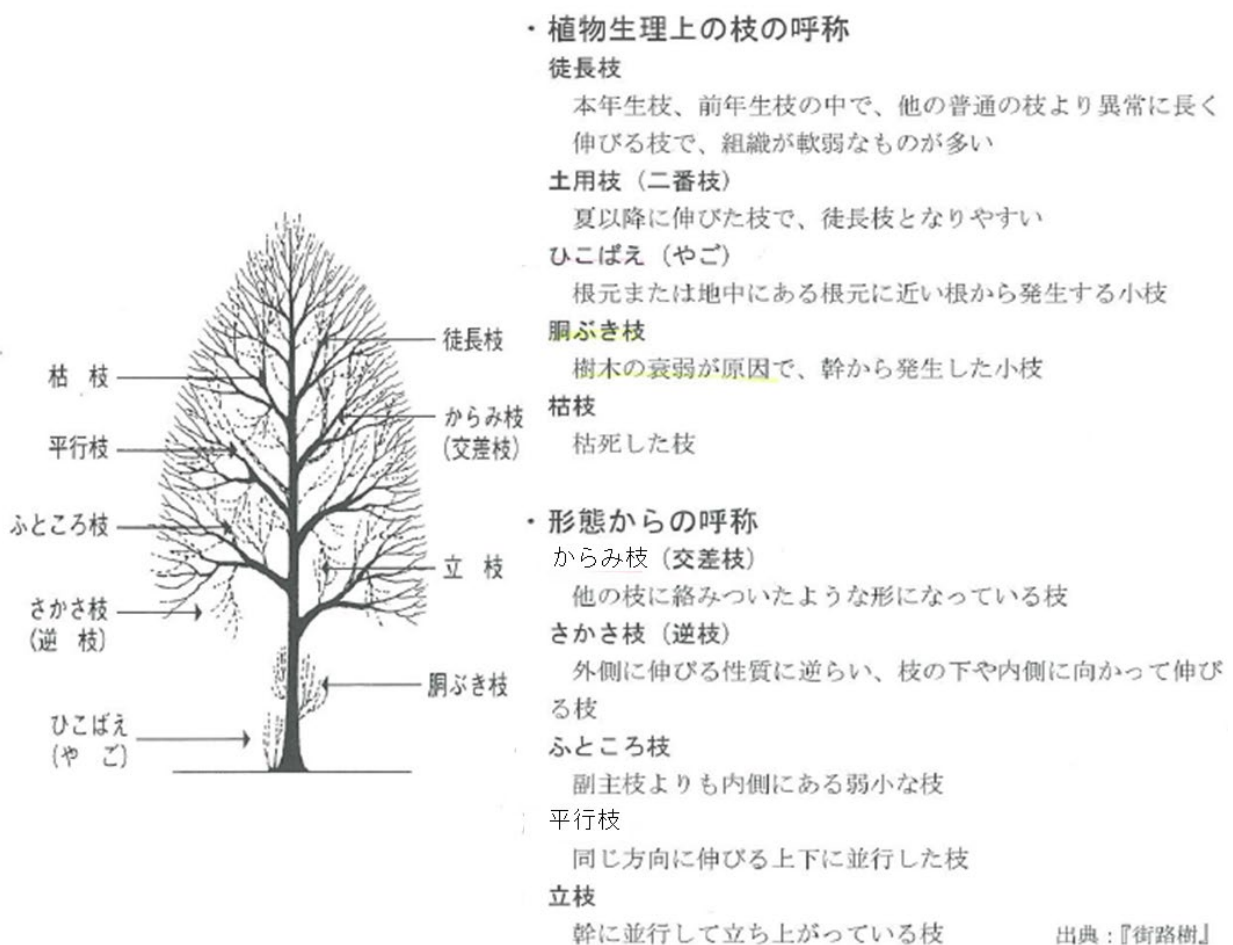 ・植物生理上の枝の呼称
徒長枝
本年生枝、前年生枝の中で、他の普通の枝より異常に長く
伸びる枝で、組織が軟弱なものが多い
土用枝（二番枝）
夏以降に伸びた枝で、徒長枝となりやすい
ひこばえ（やご）
根元または地中にある根元に近い根から発生する小枝
胴ぶき枝
樹木の衰弱が原因で、幹から発生した小枝
枯枝
枯死した枝
・形態からの呼称
からみ枝（交差枝）
他の枝に絡みついたような形になっている枝
さかさ枝（逆枝）
外側に伸びる性質に逆らい、枝の下や内側に向かって伸び
る枝
ふところ枝
副主枝よりも内側にある弱小な枝
平行枝
同じ方向に伸びる上下に並行した枝
立枝
幹に並行して立ち上がっている枝
出典：『街路樹』
枯　枝
平行枝
ふところ枝
さかさ枝
(逆　枝)
ひこばえ
(や　ご)
徒長枝
からみ枝
(交差枝)
立　枝
胴ぶき枝